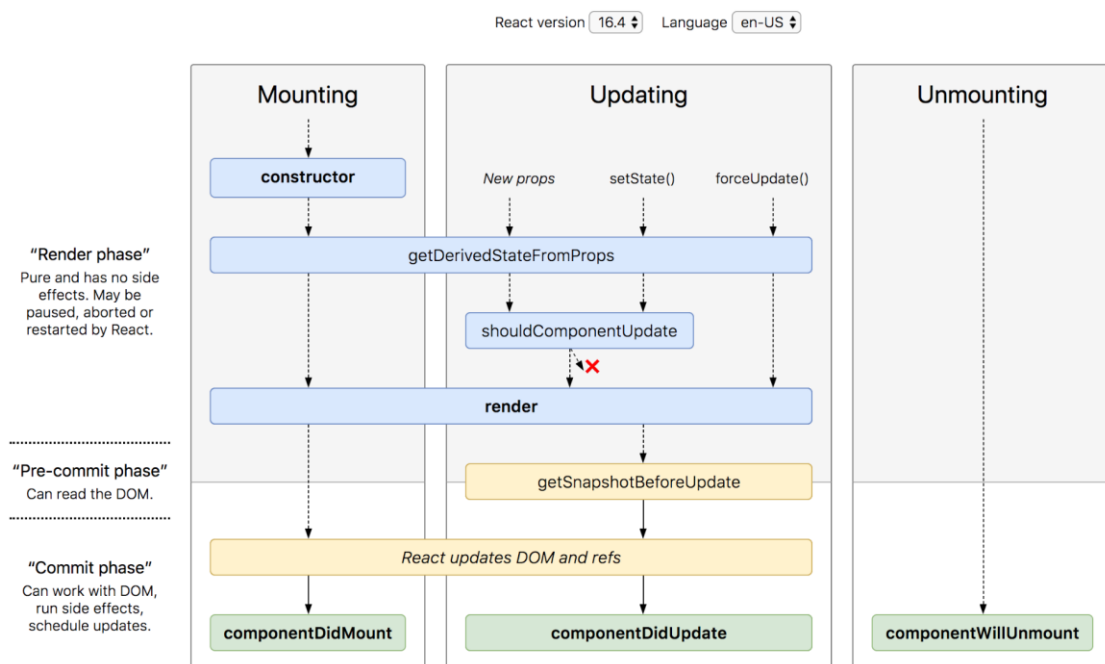 React version 16.4 Language en-US
Mounting
Updating
Unmounting
constructor
New props
setState()
forceUpdate()
“Render phase”
Pure and has no side
effects. May be
paused, aborted or
restarted by React.
getDerivedStateFromProps
shouldComponentUpdate
render
“Pre-commit phase”
Can read the DOM.
getSnapshotBeforeUpdate
React updates DOM and refs
“Commit phase”
Can work with DOM,
run side effects,
schedule updates.
componentDidMount
componentDidUpdate
componentWillUnmount